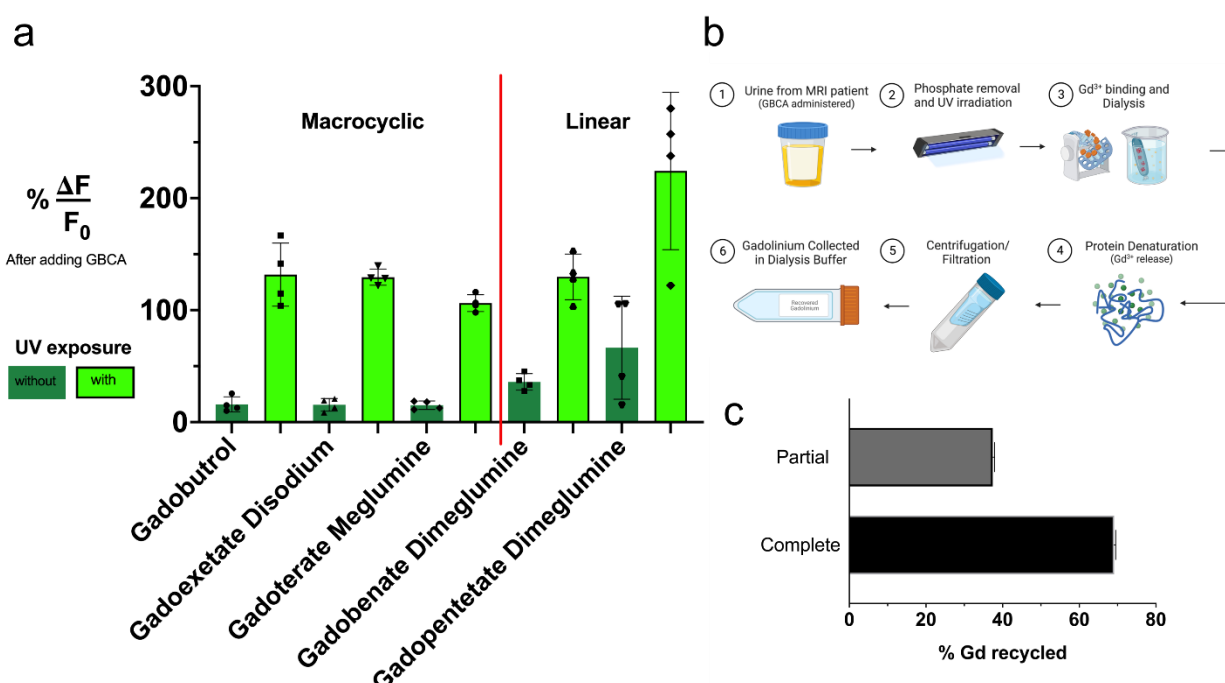 a
300
200
100
0
Macrocyclic
Linear
% ΔF
F0
After adding GBCA
UV exposure
without
with
Gadobutrol
Gadoexetate Disodium
Gadoterate Meglumine
Gadobenate Dimeglumine
Gadopentetate Dimeglumine
b
1
Urine from MRI patient
(GBCA administered)
2
Phosphate removal
and UV irradiation
3
Gd³⁺ binding and
Dialysis
6
Gadolinium Collected
in Dialysis Buffer
Recovered
Gadolinium
5
Centrifugation/
Filtration
4
Protein Denaturation
(Gd³⁺ release)
c
Partial
Complete
0
20
40
60
80
% Gd recycled